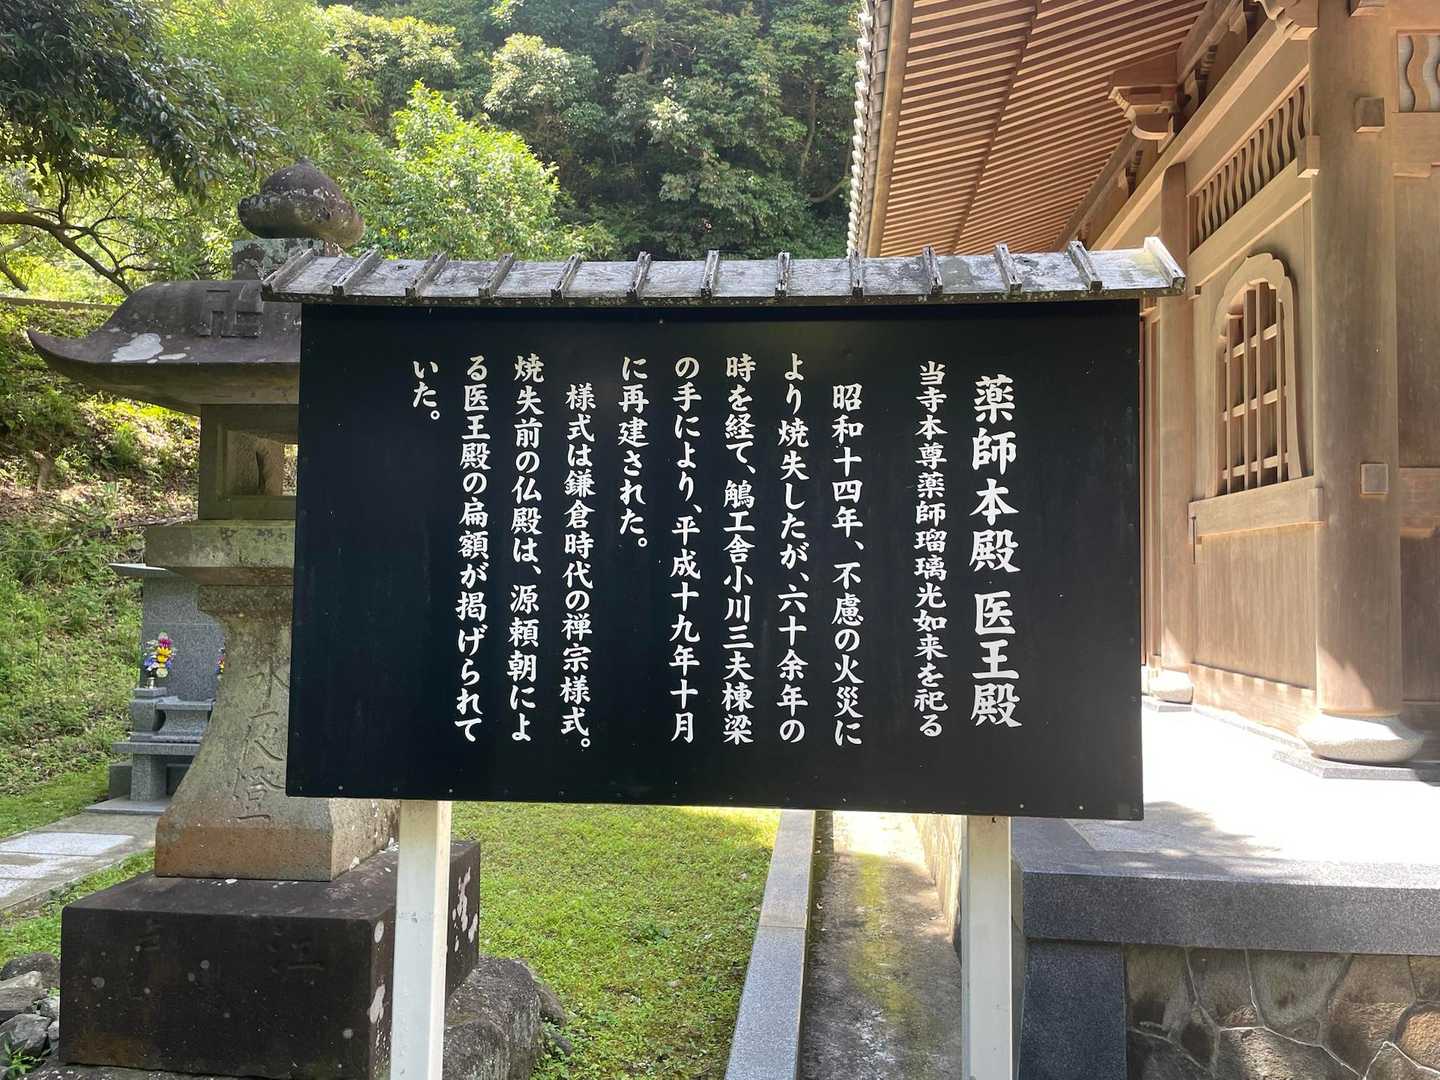 薬師本殿 医王殿
当寺本尊薬師瑠璃光如来を祀る
昭和十四年、不慮の火災に
より焼失したが、六十余年の
時を経て、鵤工舎小川三夫棟梁
の手により、平成十九年十月
に再建された。
様式は鎌倉時代の禅宗様式。
焼失前の仏殿は、源頼朝によ
る医王殿の扁額が掲げられて
いた。
卍